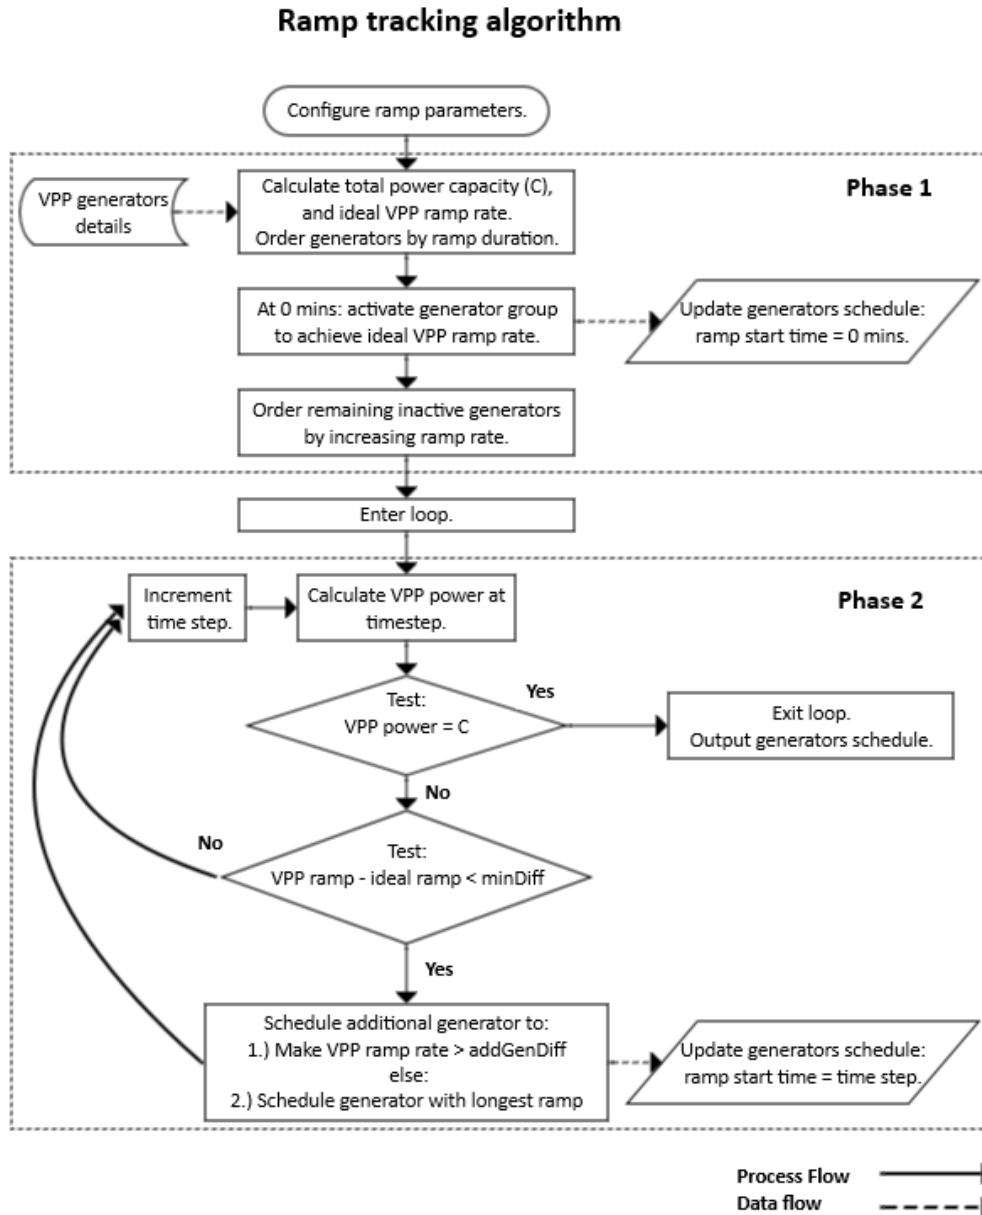 Ramp tracking algorithm
Configure ramp parameters.
Phase 1
VPP generators
details
Calculate total power capacity (C),
and ideal VPP ramp rate.
Order generators by ramp duration.
At 0 mins: activate generator group
to achieve ideal VPP ramp rate.
Update generators schedule:
ramp start time = 0 mins.
Order remaining inactive generators
by increasing ramp rate.
Enter loop.
Phase 2
Increment
time step.
Calculate VPP power at
timestep.
Test:
VPP power = C
Yes
Exit loop.
Output generators schedule.
No
Test:
VPP ramp - ideal ramp < minDiff
No
Yes
Schedule additional generator to:
1.) Make VPP ramp rate > addGenDiff
else:
2.) Schedule generator with longest ramp
Update generators schedule:
ramp start time = time step.
Process Flow
Data flow